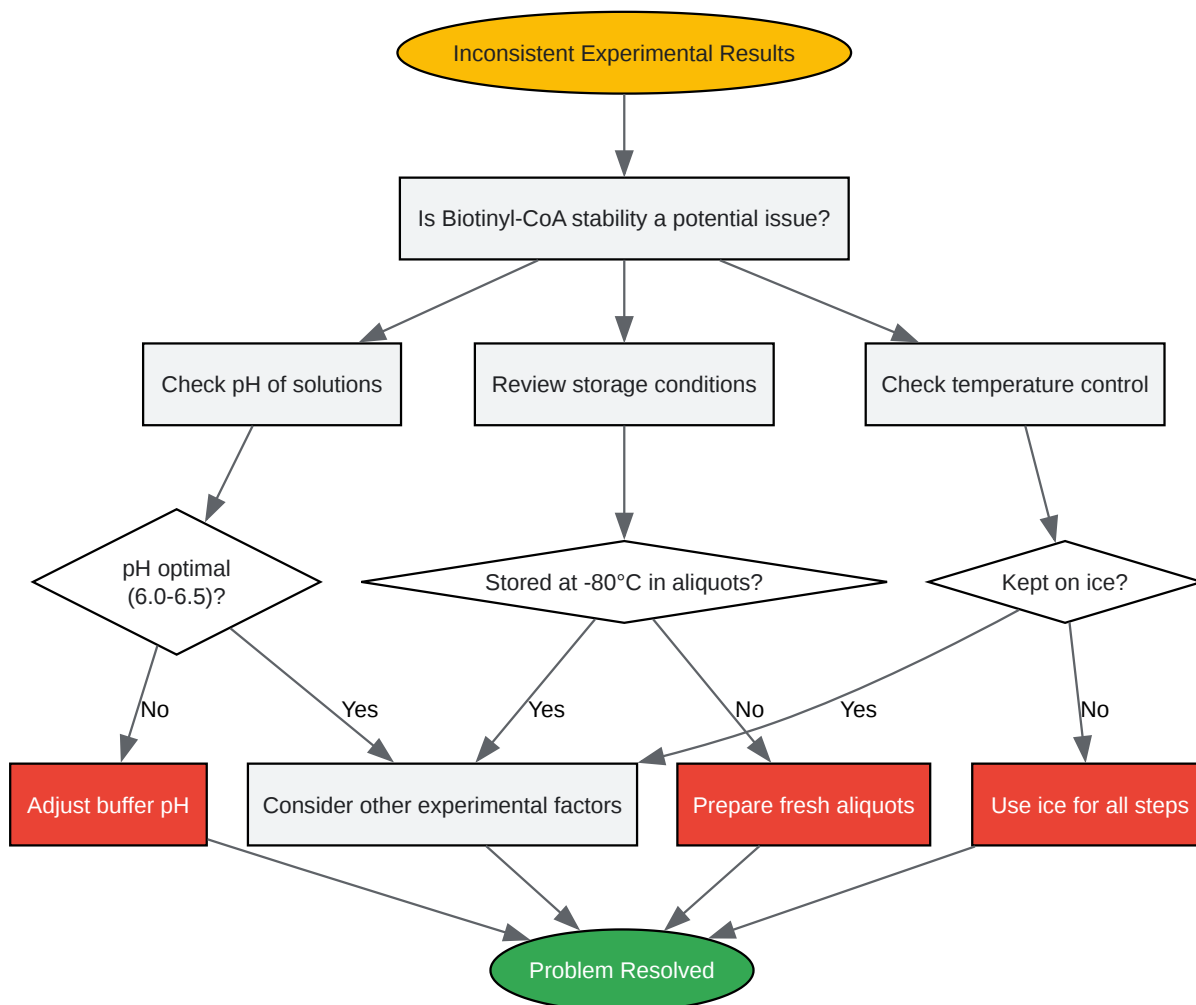 Inconsistent Experimental Results
Is Biotinyl-CoA stability a potential issue?
Check pH of solutions
Review storage conditions
Check temperature control
pH optimal
(6.0-6.5)?
Stored at -80°C in aliquots?
Kept on ice?
No
Yes
Yes
No
Yes
No
Adjust buffer pH
Consider other experimental factors
Prepare fresh aliquots
Use ice for all steps
Problem Resolved